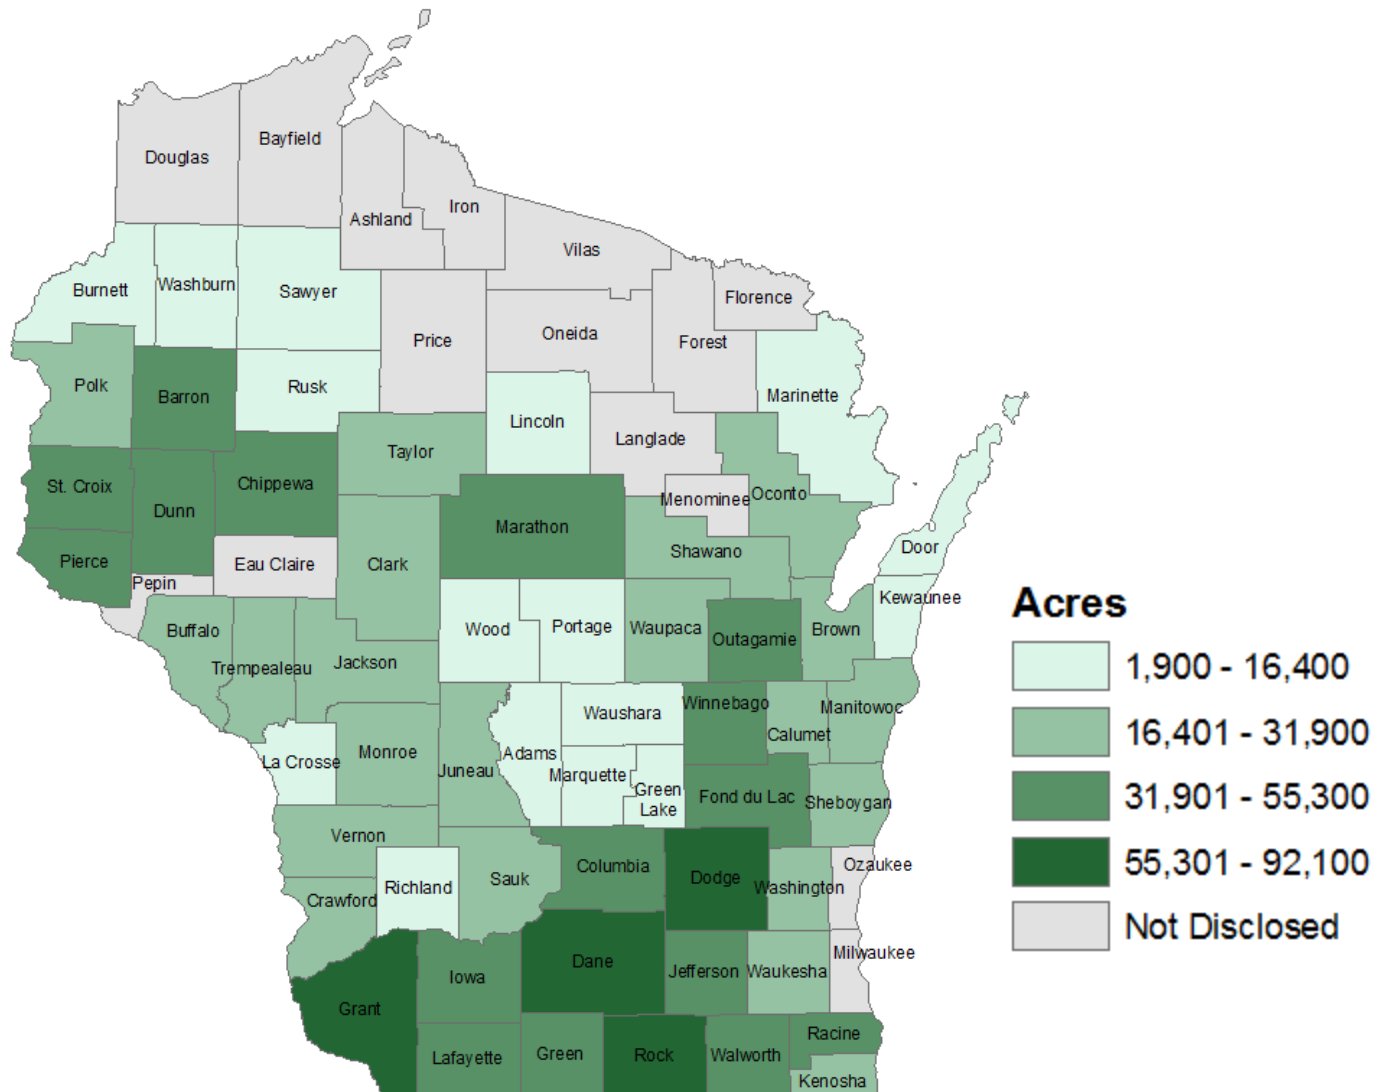 Bayfield
Douglas
Iron
Ashland
Vilas
Burnett
Washburn
Sawyer
Florence
Price
Oneida
Forest
Polk
Barron
Rusk
Marinette
Lincoln
Langlade
Taylor
St. Croix
Chippewa
Menominee
Oconto
Dunn
Marathon
Shawano
Door
Pierce
Eau Claire
Clark
Pepin
Kewaunee
Buffalo
Wood
Portage
Waupaca
Outagamie
Brown
Trempealeau
Jackson
Winnebago
Manitowoc
Waushara
Calumet
La Crosse
Monroe
Juneau
Adams
Marquette
Green
Lake
Fond du Lac
Sheboygan
Vernon
Columbia
Ozaukee
Richland
Sauk
Dodge
Washington
Crawford
Milwaukee
Dane
Iowa
Jefferson
Waukesha
Grant
Racine
Lafayette
Green
Rock
Walworth
Kenosha
Acres
1,900 - 16,400
16,401 - 31,900
31,901 - 55,300
55,301 - 92,100
Not Disclosed